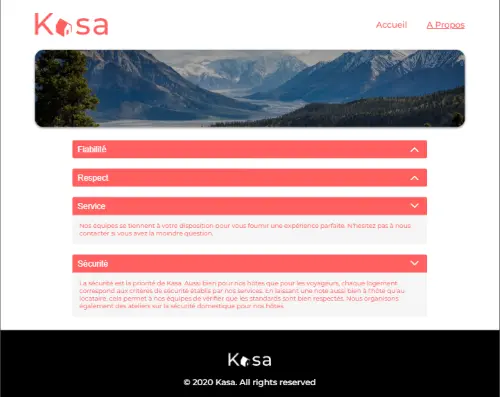 Kasa
Accueil A Propos
Fiabilité
Respect
Service
Nos équipes se tiennent à votre disposition pour vous fournir une expérience parfaite. N'hésitez pas à nous
contacter si vous avez la moindre question.
Sécurité
La sécurité est la priorité de Kasa. Aussi bien pour nos hôtes que pour les voyageurs, chaque logement
correspond aux critères de sécurité établis par nos services. En laissant une note aussi bien à l'hôte qu'au
locataire, cela permet à nos équipes de vérifier que les standards sont bien respectés. Nous organisons
également des ateliers sur la sécurité domestique pour nos hôtes.
Kasa
© 2020 Kasa. All rights reserved